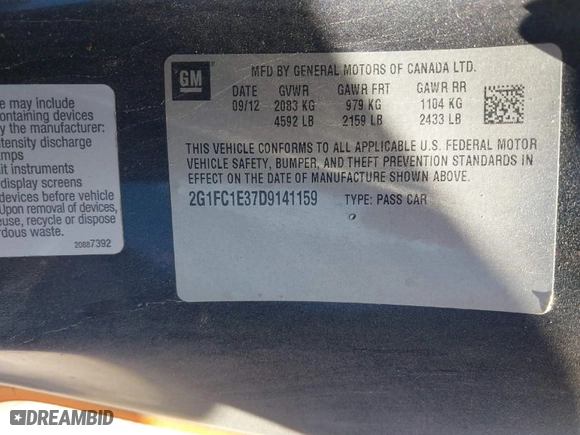 e may include
ontaining devices
y the manufacturer:
tensity discharge
mps
it instruments
display screens
devices before vehicle
Upon removal of devices,
euse, recycle or dispose
rdous waste.
20887392
GM
MFD BY GENERAL MOTORS OF CANADA LTD.
DATE GVWR GAWR FRT GAWR RR
09/12 2083 KG 979 KG 1104 KG
4592 LB 2159 LB 2433 LB
THIS VEHICLE CONFORMS TO ALL APPLICABLE U.S. FEDERAL MOTOR
VEHICLE SAFETY, BUMPER, AND THEFT PREVENTION STANDARDS IN
EFFECT ON THE DATE OF MANUFACTURE SHOWN ABOVE.
2G1FC1E37D9141159 TYPE: PASS CAR
DREAMBID